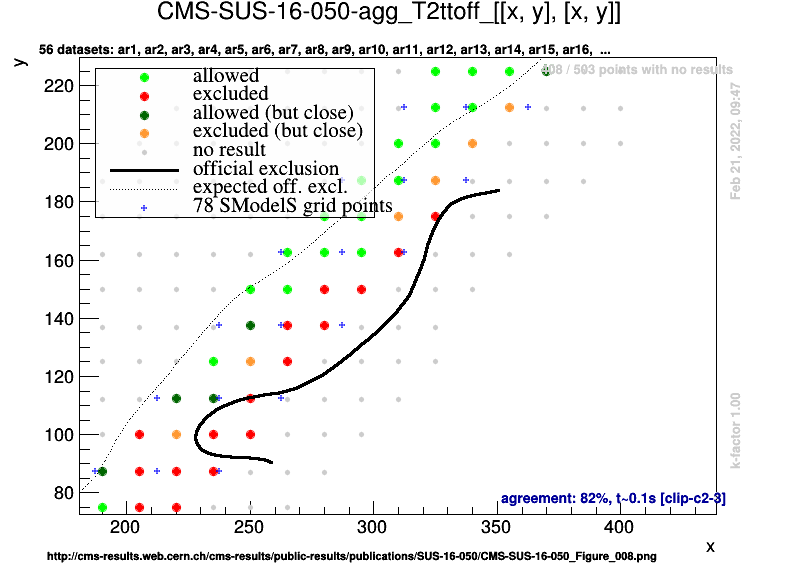 CMS-SUS-16-050-agg_T2ttoff_[[x, y], [x, y]]
56 datasets: ar1, ar2, ar3, ar4, ar5, ar6, ar7, ar8, ar9, ar10, ar11, ar12, ar13, ar14, ar15, ar16, ...
y
408 / 503 points with no results
allowed
excluded
allowed (but close)
excluded (but close)
no result
official exclusion
expected off. excl.
78 SModelS grid points
220
200
180
160
140
120
100
80
Feb 21, 2022, 09:47
k-factor 1.00
agreement: 82%, t~0.1s [clip-c2-3]
200 250 300 350 400
x
http://cms-results.web.cern.ch/cms-results/public-results/publications/SUS-16-050/CMS-SUS-16-050_Figure_008.png